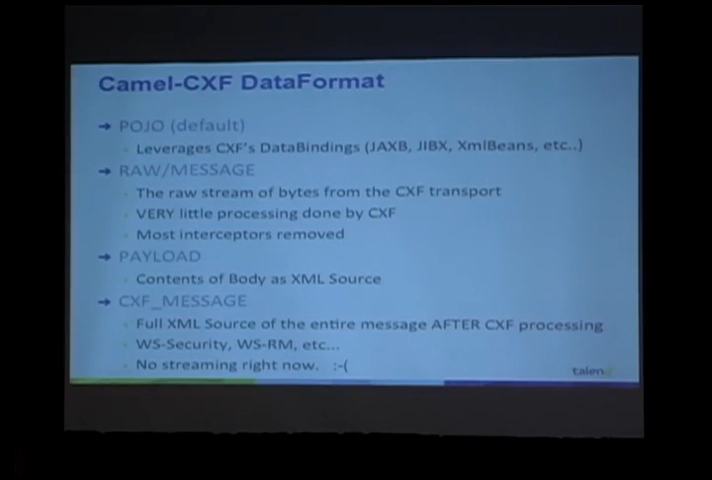 Camel-CXF DataFormat
➔ POJO (default)
· Leverages CXF's DataBindings (JAXB, JIBX, XmlBeans, etc..)
➔ RAW/MESSAGE
· The raw stream of bytes from the CXF transport
· VERY little processing done by CXF
· Most interceptors removed
➔ PAYLOAD
· Contents of Body as XML Source
➔ CXF_MESSAGE
· Full XML Source of the entire message AFTER CXF processing
· WS-Security, WS-RM, etc...
· No streaming right now. :-(
talend